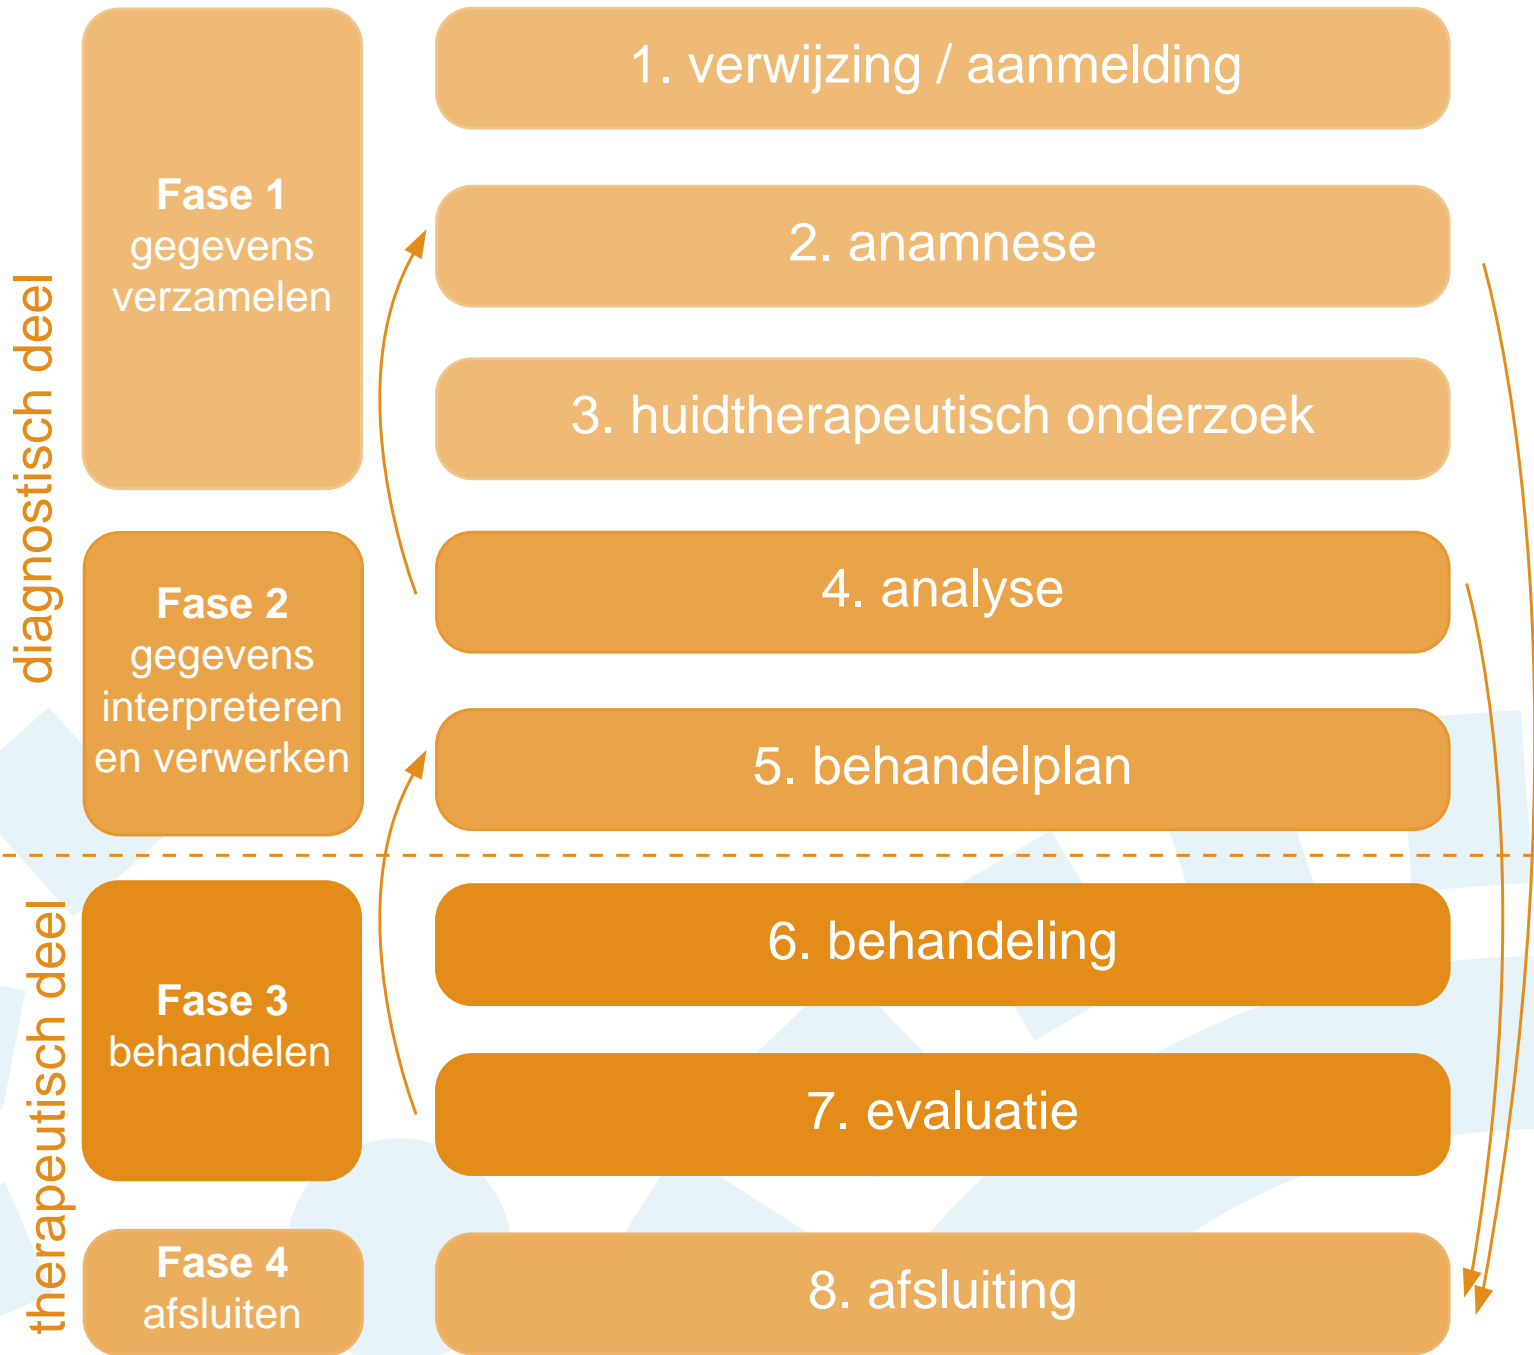 diagnostisch deel
Fase 1
gegevens
verzamelen
1. verwijzing / aanmelding
2. anamnese
3. huidtherapeutisch onderzoek
Fase 2
gegevens
interpreteren
en verwerken
4. analyse
5. behandelplan
therapeutisch deel
Fase 3
behandelen
6. behandeling
7. evaluatie
Fase 4
afsluiten
8. afsluiting